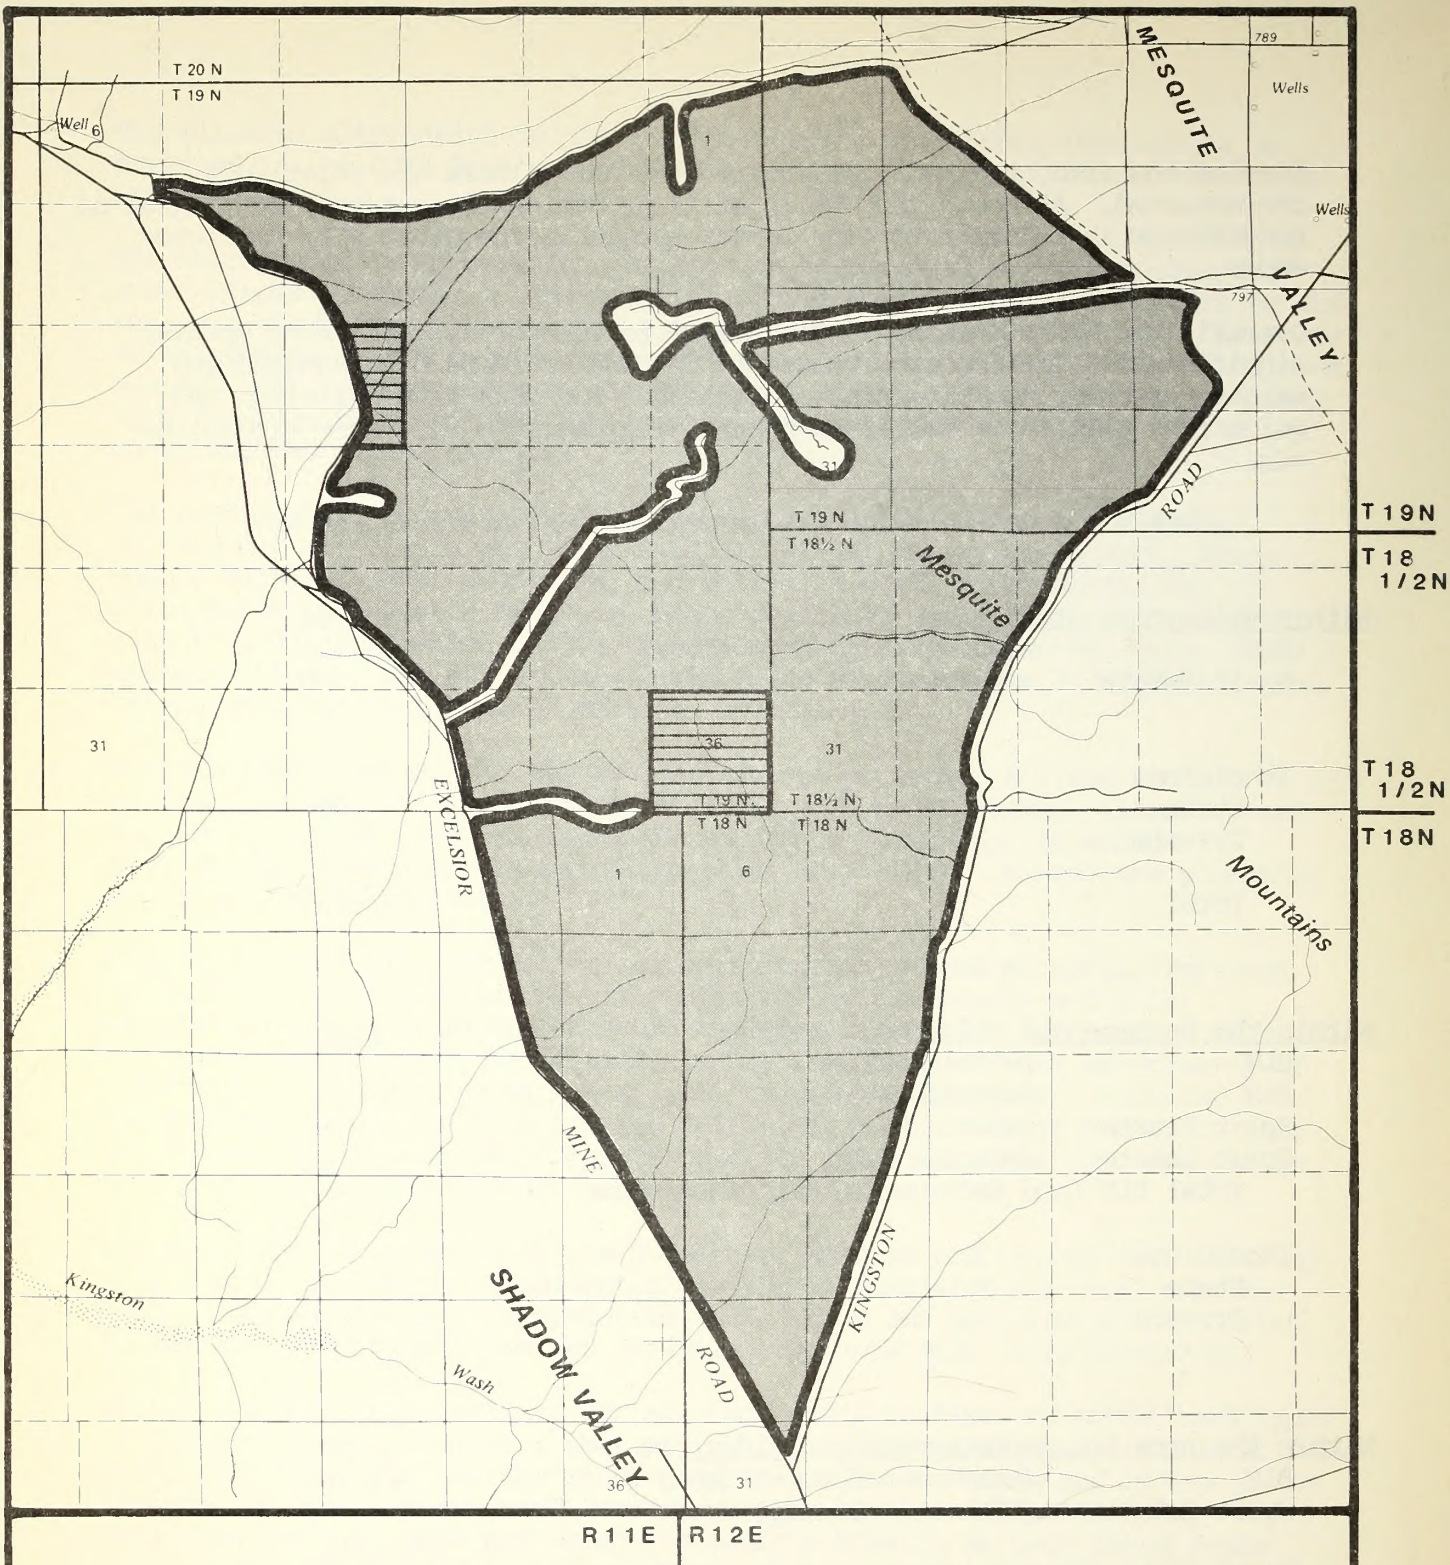 789
MESQUITE
T 20 N
T 19 N
Wells
Well 6
1
Wells
797
VALLEY
31
ROAD
T 19 N
T 18½ N
T 19N
T 18
1/2N
Mesquite
31
36
31
T 19 N
T 18½ N
T 18
1/2N
EXCELSIOR
T 18 N
T 18 N
T 18N
1
6
Mountains
MINE
Kingston
KINGSTON
SHADOW VALLEY
ROAD
Wash
36
31
R11E
R12E